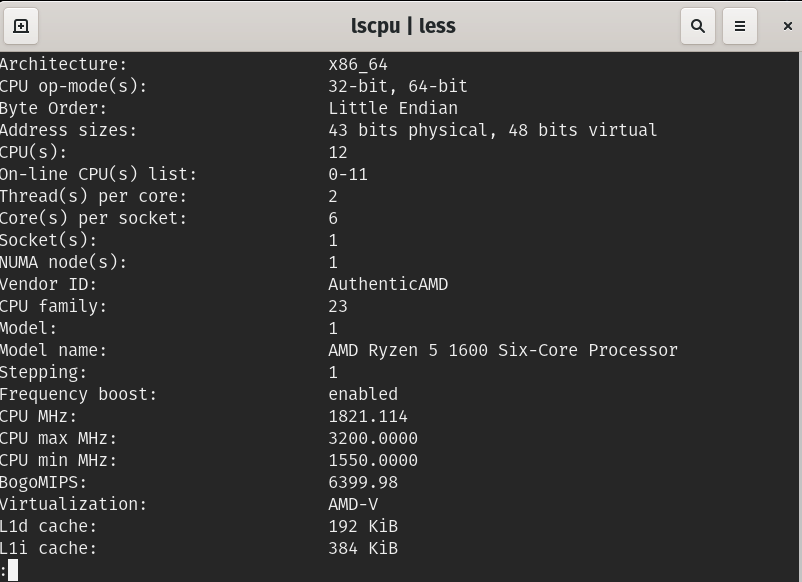 lscpu | less
Architecture: x86_64
CPU op-mode(s): 32-bit, 64-bit
Byte Order: Little Endian
Address sizes: 43 bits physical, 48 bits virtual
CPU(s): 12
On-line CPU(s) list: 0-11
Thread(s) per core: 2
Core(s) per socket: 6
Socket(s): 1
NUMA node(s): 1
Vendor ID: AuthenticAMD
CPU family: 23
Model: 1
Model name: AMD Ryzen 5 1600 Six-Core Processor
Stepping: 1
Frequency boost: enabled
CPU MHz: 1821.114
CPU max MHz: 3200.0000
CPU min MHz: 1550.0000
BogoMIPS: 6399.98
Virtualization: AMD-V
L1d cache: 192 KiB
L1i cache: 384 KiB
: